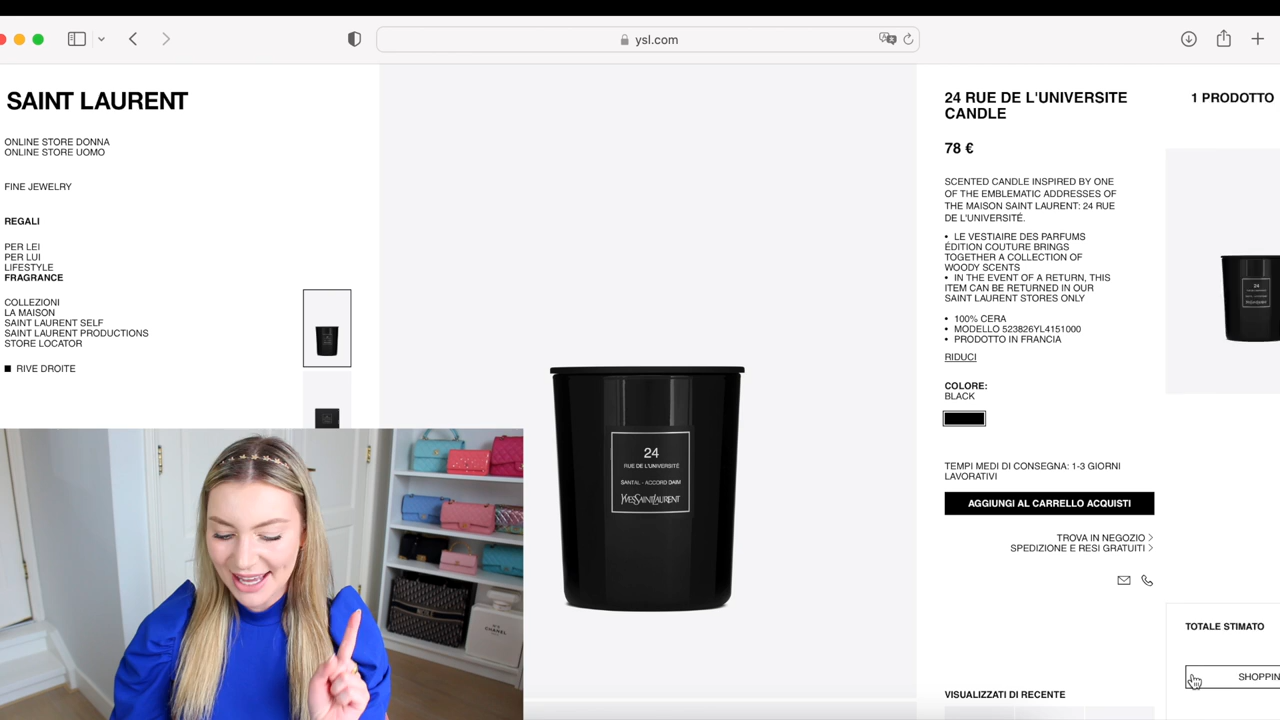 ysl.com
SAINT LAURENT
ONLINE STORE DONNA
ONLINE STORE UOMO
FINE JEWELRY
REGALI
PER LEI
PER LUI
LIFESTYLE
FRAGRANCE
COLLEZIONI
LA MAISON
SAINT LAURENT SELF
SAINT LAURENT PRODUCTIONS
STORE LOCATOR
RIVE DROITE
24
RUE DE L'UNIVERSITÉ
SANTAL - ACCORD DAIM
YVESSAINTLAURENT
CHANEL
24 RUE DE L'UNIVERSITE
CANDLE
78 €
SCENTED CANDLE INSPIRED BY ONE
OF THE EMBLEMATIC ADDRESSES OF
THE MAISON SAINT LAURENT: 24 RUE
DE L'UNIVERSITÉ.
• LE VESTIAIRE DES PARFUMS
ÉDITION COUTURE BRINGS
TOGETHER A COLLECTION OF
WOODY SCENTS
• IN THE EVENT OF A RETURN, THIS
ITEM CAN BE RETURNED IN OUR
SAINT LAURENT STORES ONLY
• 100% CERA
• MODELLO 523826YL4151000
• PRODOTTO IN FRANCIA
RIDUCI
COLORE:
BLACK
TEMPI MEDI DI CONSEGNA: 1-3 GIORNI
LAVORATIVI
AGGIUNGI AL CARRELLO ACQUISTI
TROVA IN NEGOZIO
SPEDIZIONE E RESI GRATUITI
VISUALIZZATI DI RECENTE
1 PRODOTTO
24
TOTALE STIMATO
SHOPPIN